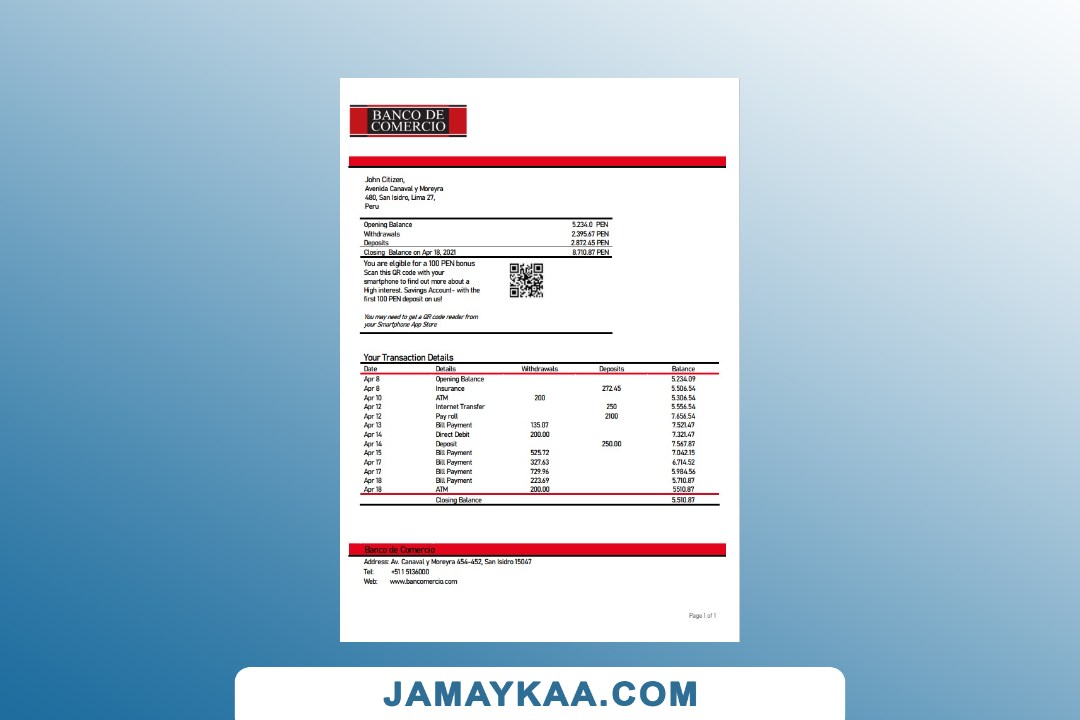 BANCO DE
COMERCIO
John Citizen,
Avenida Canaval y Moreyra
480, San Isidro, Lima 27,
Peru
Opening Balance 5.234.0 PEN
Withdrawals 2.395.67 PEN
Deposits 2.872.45 PEN
Closing Balance on Apr 18, 2021 8.710.87 PEN
You are elgible for a 100 PEN bonus
Scan this QR code with your
smartphone to find out more about a
High interest. Savings Account- with the
first 100 PEN deposit on us!
You may need to get a QR code reader from
your Smartphone App Store
Your Transaction Details
Date Details Withdrawals Deposits Balance
Apr 8 Opening Balance 5.234.09
Apr 8 Insurance 272.45 5.506.54
Apr 10 ATM 200 5.306.54
Apr 12 Internet Transfer 250 5.556.54
Apr 12 Pay roll 2100 7.656.54
Apr 13 Bill Payment 135.07 7.521.47
Apr 14 Direct Debit 200.00 7.321.47
Apr 14 Deposit 250.00 7.567.87
Apr 15 Bill Payment 525.72 7.042.15
Apr 17 Bill Payment 327.63 6.714.52
Apr 17 Bill Payment 729.96 5.984.56
Apr 18 Bill Payment 223.69 5.710.87
Apr 18 ATM 200.00 5510.87
Closing Balance 5.510.87
Banco de Comercio
Address: Av. Canaval y Moreyra 454-452, San Isidro 15047
Tel: +511 5136000
Web: www.bancomercio.com
Page 1 of 1
JAMAYKAA.COM